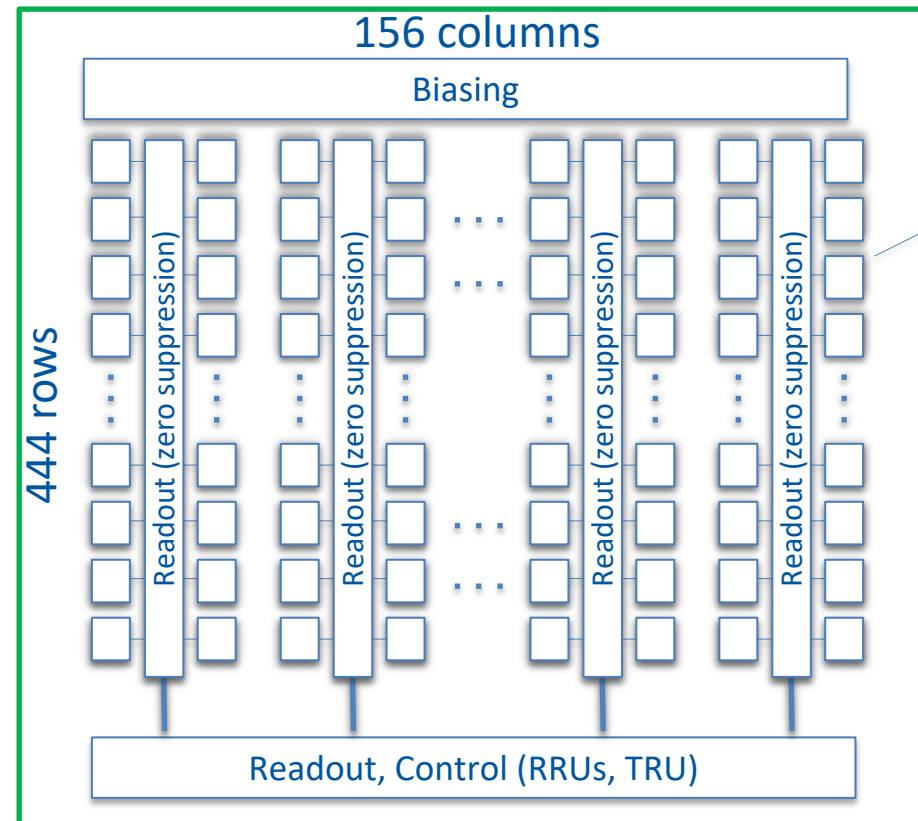 156 columns
Biasing
444 rows
Readout (zero suppression)
Readout (zero suppression)
Readout (zero suppression)
Readout (zero suppression)
Readout, Control (RRUs, TRU)